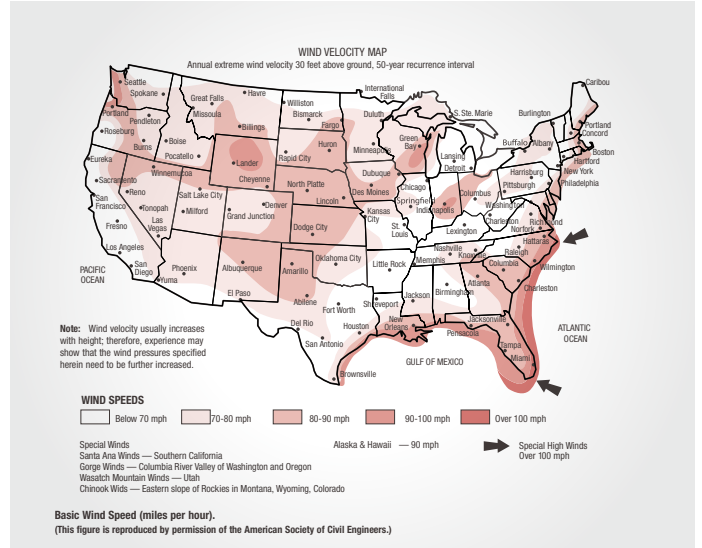 WIND VELOCITY MAP
Annual extreme wind velocity 30 feet above ground, 50-year recurrence interval
Seattle
Spokane
Portland
Pendleton
Roseburg
Burns
Eureka
Sacramento
San
Francisco
Reno
Winnemucca
Tonopah
Las
Vegas
Fresno
Los Angeles
San
Diego
Yuma
PACIFIC
OCEAN
Great Falls
Missoula
Havre
Billings
Boise
Pocatello
Lander
Cheyenne
Salt Lake City
Milford
Denver
Grand Junction
Phoenix
Albuquerque
El Paso
Williston
Bismarck
Fargo
Huron
Rapid City
North Platte
Lincoln
Dodge City
Oklahoma City
Amarillo
Abilene
Fort Worth
Del Rio
San Antonio
Houston
Brownsville
International
Falls
Duluth
Minneapolis
Dubuque
Des Moines
Kansas
City
St.
Louis
Little Rock
Shreveport
New
Orleans
Jackson
Memphis
Green
Bay
S. Ste. Marie
Lansing
Detroit
Chicago
Springfield
Indianapolis
Columbus
Lexington
Nashville
Knoxville
Birmingham
Atlanta
Pensacola
Jacksonville
Tampa
Miami
Columbia
Charleston
Wilmington
Raleigh
Hattaras
Norfork
Richmond
Charleston
Washington
Pittsburgh
Harrisburg
Philadelphia
New York
Hartford
Boston
Concord
Portland
Caribou
Burlington
Albany
Buffalo
ATLANTIC
OCEAN
GULF OF MEXICO
Note: Wind velocity usually increases
with height; therefore, experience may
show that the wind pressures specified
herein need to be further increased.
WIND SPEEDS
Below 70 mph 70-80 mph 80-90 mph 90-100 mph Over 100 mph
Special Winds
Santa Ana Winds — Southern California
Gorge Winds — Columbia River Valley of Washington and Oregon
Wasatch Mountain Winds — Utah
Chinook Wids — Eastern slope of Rockies in Montana, Wyoming, Colorado
Alaska & Hawaii — 90 mph
Special High Winds
Over 100 mph
Basic Wind Speed (miles per hour).
(This figure is reproduced by permission of the American Society of Civil Engineers.)